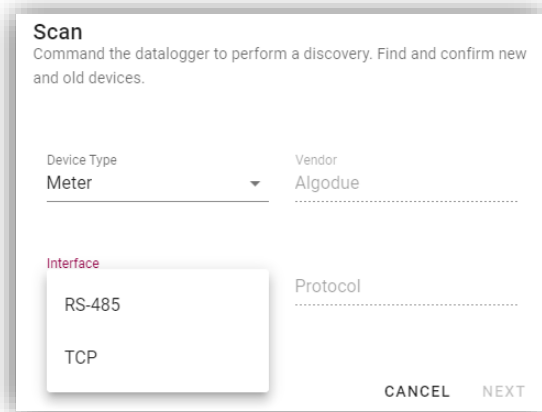 Scan
Command the datalogger to perform a discovery. Find and confirm new
and old devices.
Device Type
Meter
Vendor
Algodue
Interface
RS-485
TCP
Protocol
CANCEL NEXT